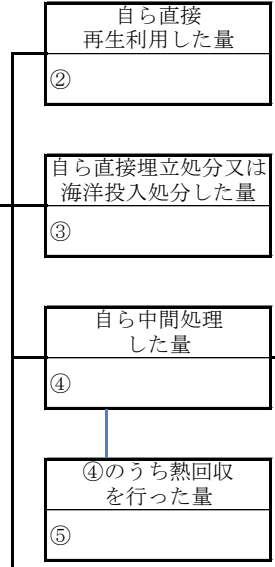 自ら直接
再生利用した量
②
自ら直接埋立処分又は
海洋投入処分した量
③
自ら中間処理
した量
④
④のうち熱回収
を行った量
⑤